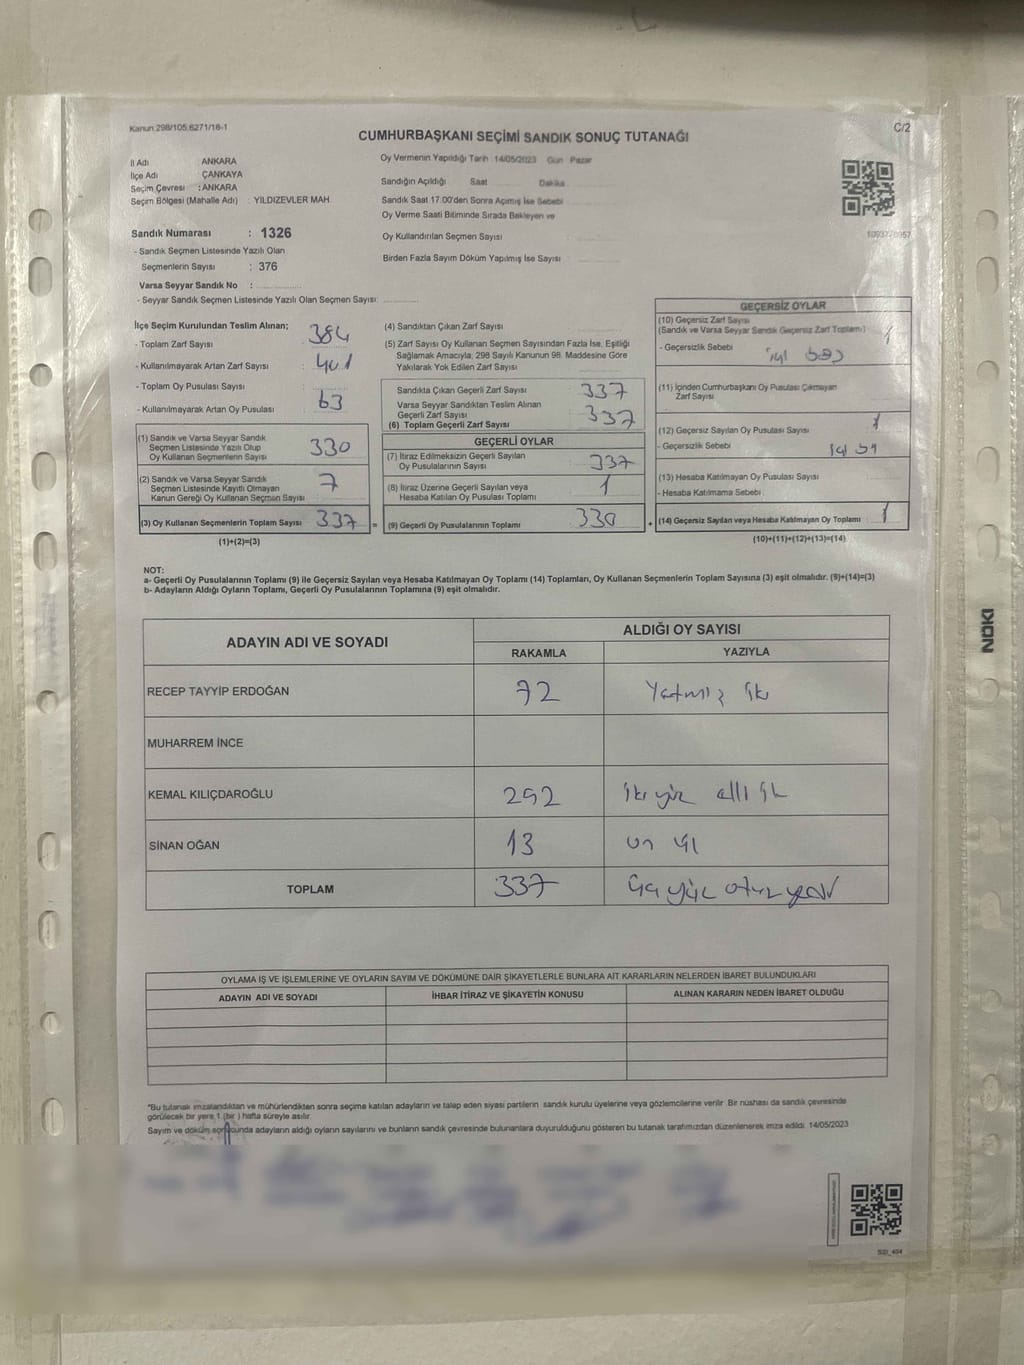 Kanun 298/105,6271/16-1
C/2
CUMHURBAŞKANI SEÇİMİ SANDIK SONUÇ TUTANAĞI
İl Adı ANKARA
İlçe Adı ÇANKAYA
Seçim Çevresi : ANKARA
Seçim Bölgesi (Mahalle Adı) : YILDIZEVLER MAH.
Sandık Numarası : 1326
- Sandık Seçmen Listesinde Yazılı Olan
Seçmenlerin Sayısı : 376
Varsa Seyyar Sandık No :
- Seyyar Sandık Seçmen Listesinde Yazılı Olan Seçmen Sayısı:
Oy Vermenin Yapıldığı Tarih 14/05/2023 Gün Pazar
Sandığın Açıldığı Saat Dakika
Sandık Saat 17.00'den Sonra Açımış İse Sebebi
Oy Verme Saati Bitiminde Sırada Bekleyen ve
Oy Kullandırılan Seçmen Sayısı
Birden Fazla Sayım Döküm Yapılmış İse Sayısı
İlçe Seçim Kurulundan Teslim Alınan;
- Toplam Zarf Sayısı 384
- Kullanılmayarak Artan Zarf Sayısı : 401
- Toplam Oy Pusulası Sayısı
- Kullanılmayarak Artan Oy Pusulası : 63
(1) Sandık ve Varsa Seyyar Sandık
Seçmen Listesinde Yazılı Olup
Oy Kullanan Seçmenlerin Sayısı 330
(2) Sandık ve Varsa Seyyar Sandık
Seçmen Listesinde Kayıtlı Olmayan
Kanun Gereği Oy Kullanan Seçmen Sayısı 7
(3) Oy Kullanan Seçmenlerin Toplam Sayısı 337 =
(1)+(2)=(3)
(4) Sandıktan Çıkan Zarf Sayısı
(5) Zarf Sayısı Oy Kullanan Seçmen Sayısından Fazla İse, Eşitliği
Sağlamak Amacıyla, 298 Sayılı Kanunun 98. Maddesine Göre
Yakılarak Yok Edilen Zarf Sayısı
Sandıkta Çıkan Geçerli Zarf Sayısı 337
Varsa Seyyar Sandıktan Teslim Alınan
Geçerli Zarf Sayısı
(6) Toplam Geçerli Zarf Sayısı 337
GEÇERLİ OYLAR
(7) İtiraz Edilmeksizin Geçerli Sayılan
Oy Pusulalarının Sayısı 337
(8) İtiraz Üzerine Geçerli Sayılan veya
Hesaba Katılan Oy Pusulası Toplamı 1
(9) Geçerli Oy Pusulalarının Toplamı 330 +
GEÇERSİZ OYLAR
(10) Geçersiz Zarf Sayısı
(Sandık ve Varsa Seyyar Sandık Geçersiz Zarf Toplamı) 1
- Geçersizlik Sebebi
(11) İçinden Cumhurbaşkanı Oy Pusulası Çıkmayan
Zarf Sayısı
(12) Geçersiz Sayılan Oy Pusulası Sayısı 1
- Geçersizlik Sebebi
(13) Hesaba Katılmayan Oy Pusulası Sayısı
- Hesaba Katılmama Sebebi
(14) Geçersiz Sayılan veya Hesaba Katılmayan Oy Toplamı 1
(10)+(11)+(12)+(13)=(14)
NOT:
a- Geçerli Oy Pusulalarının Toplamı (9) ile Geçersiz Sayılan veya Hesaba Katılmayan Oy Toplamı (14) Toplamları, Oy Kullanan Seçmenlerin Toplam Sayısına (3) eşit olmalıdır. (9)+(14)=(3)
b- Adayların Aldığı Oyların Toplamı, Geçerli Oy Pusulalarının Toplamına (9) eşit olmalıdır.
ADAYIN ADI VE SOYADI ALDIĞI OY SAYISI
RAKAMLA YAZIYLA
RECEP TAYYİP ERDOĞAN 72 Yetmiş iki
MUHARREM İNCE
KEMAL KILIÇDAROĞLU 252 iki yüz elli iki
SİNAN OĞAN 13 on üç
TOPLAM 337 üç yüz otuz yedi
OYLAMA İŞ VE İŞLEMLERİNE VE OYLARIN SAYIM VE DÖKÜMÜNE DAİR ŞİKAYETLERLE BUNLARA AİT KARARLARIN NELERDEN İBARET BULUNDUKLARI
ADAYIN ADI VE SOYADI İHBAR İTİRAZ VE ŞİKAYETİN KONUSU ALINAN KARARIN NEDEN İBARET OLDUĞU
"Bu tutanak imzalandıktan ve mühürlendikten sonra seçime katılan adayların ve talep eden siyasi partilerin sandık kurulu üyelerine veya gözlemcilerine verilir. Bir nüshası da sandık çevresinde
görülecek bir yere 1 (bir) hafta süreyle asılır.
Sayım ve döküm sonucunda adayların aldığı oyların sayılarını ve bunların sandık çevresinde bulunanlara duyurulduğunu gösteren bu tutanak tarafımızdan düzenlenerek imza edildi. 14/05/2023
NOKI